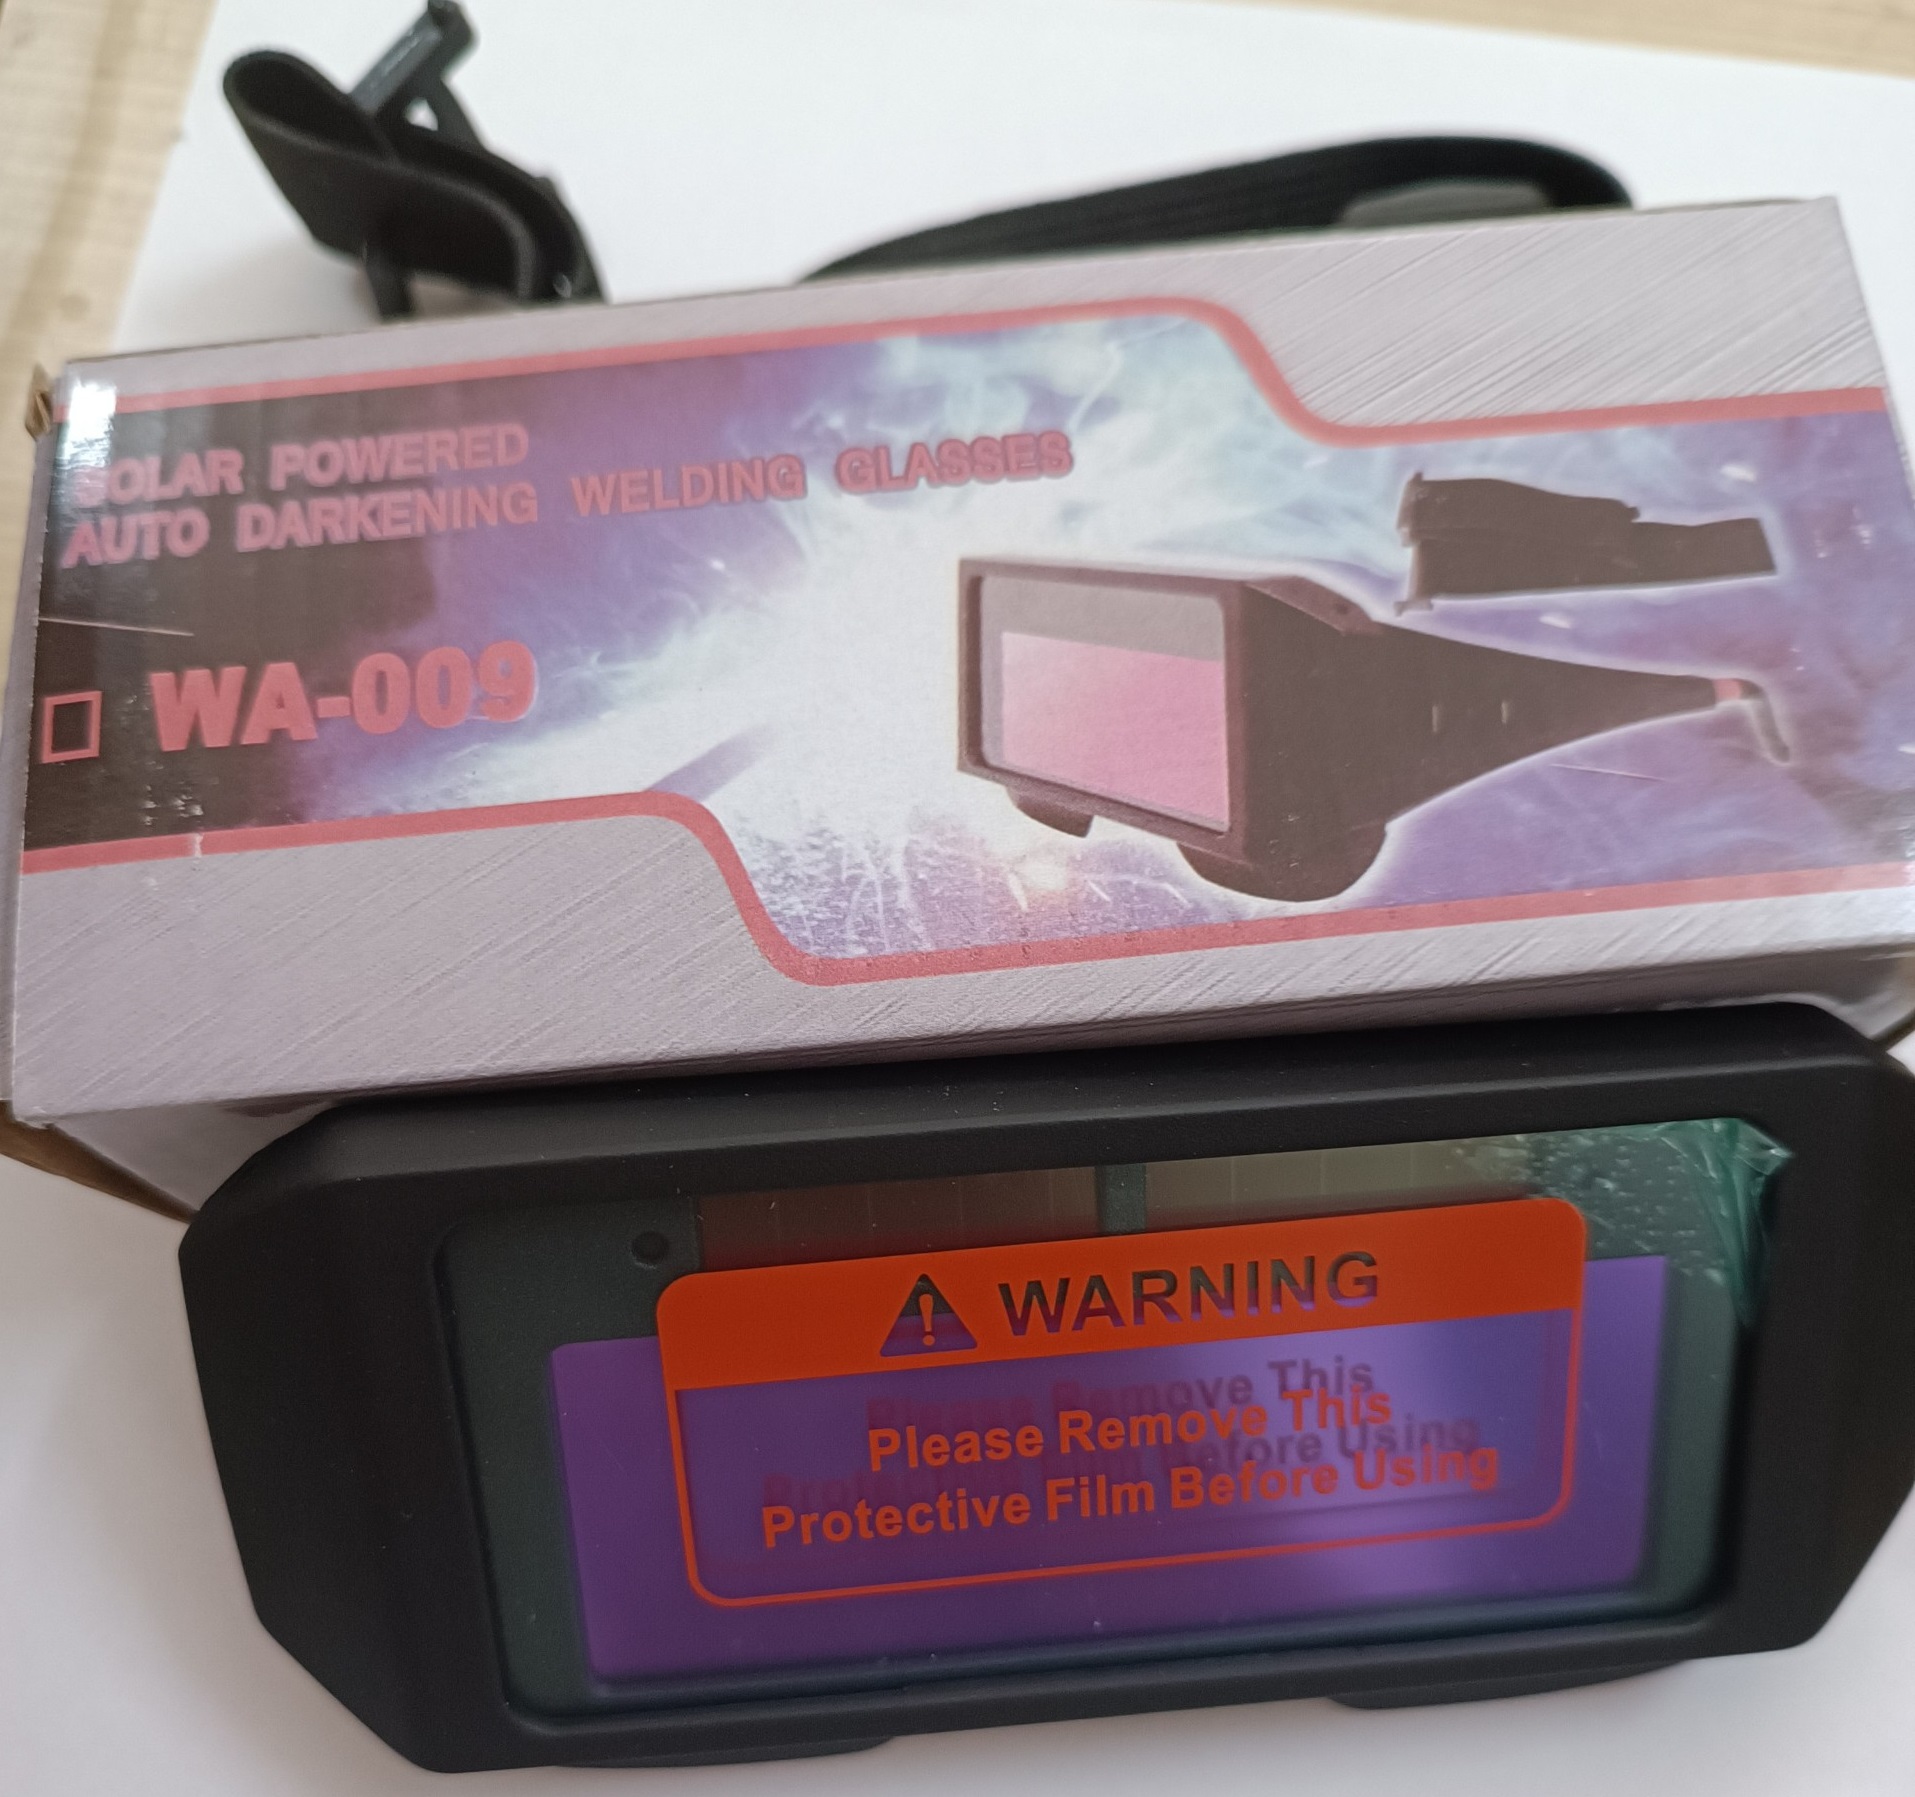 SOLAR POWERED
AUTO DARKENING WELDING GLASSES
WA-009
WARNING
Please Remove This
Protective Film Before Using